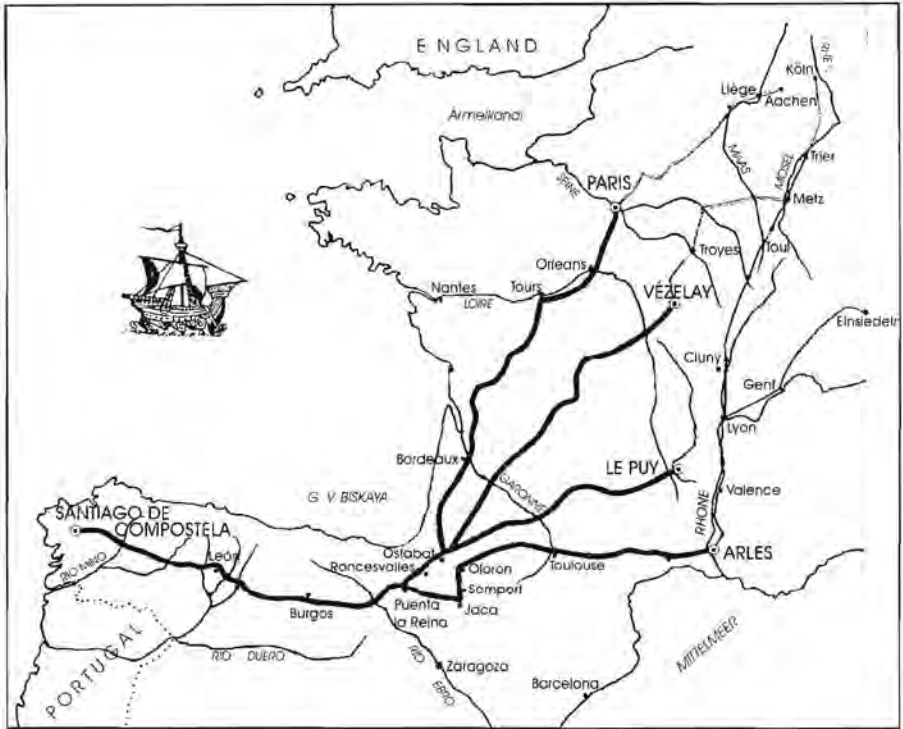 ENGLAND
Ärmelkanal
RHE
Köln
Liège
Aachen
MAAS
MOSEL
Trier
SEINE
PARIS
Metz
Troyes
Toul
Orleans
Nantes
Tours
LOIRE
VÉZELAY
Einsiedeln
Cluny
Genf
Lyon
Bordeaux
GARONNE
LE PUY
G. V. BISKAYA
Valence
RHONE
SANTIAGO DE
COMPOSTELA
RIO MINO
León
Ostabat
Roncesvalles
Oloron
Somport
Toulouse
ARLES
Burgos
Puenta
la Reina
Jaca
PORTUGAL
RIO DUERO
RIO
EBRO
Zaragoza
Barcelona
MITTELMEER